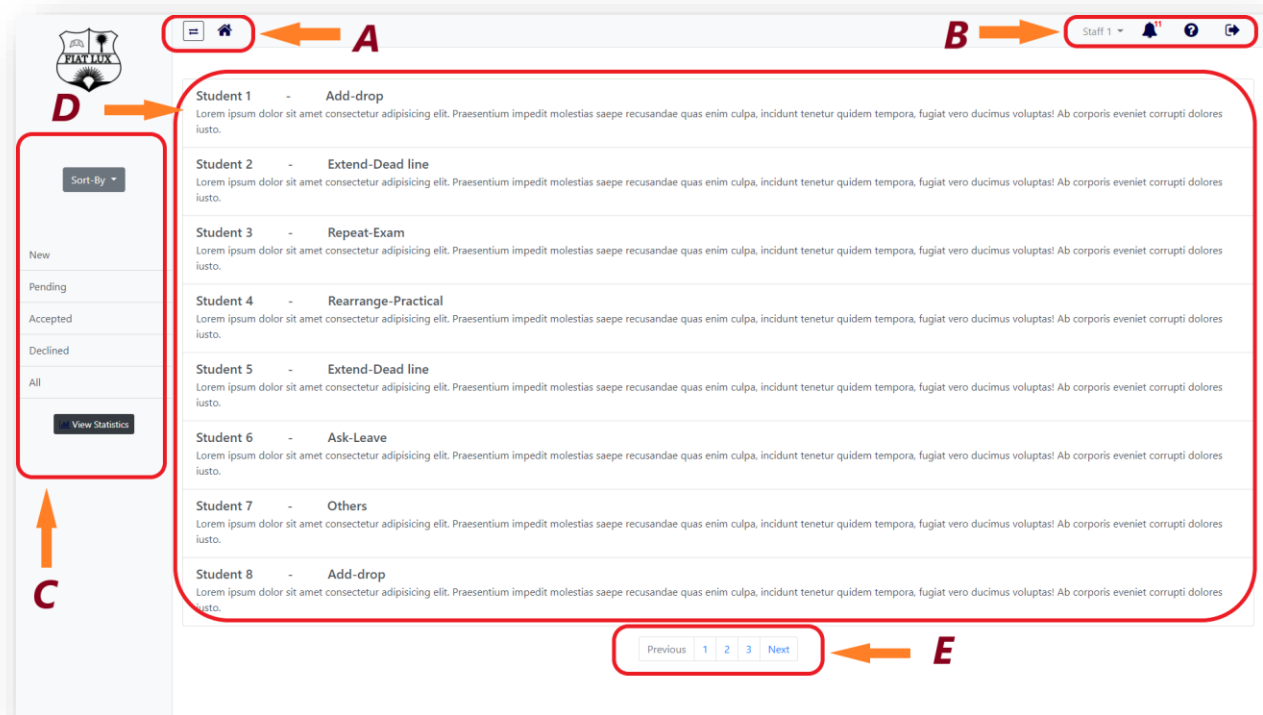 FIAT LUX
A
B
Staff 1
11
D
Student 1 - Add-drop
Lorem ipsum dolor sit amet consectetur adipisicing elit. Praesentium impedit molestias saepe recusandae quas enim culpa, incidunt tenetur quidem tempora, fugiat vero ducimus voluptas! Ab corporis eveniet corrupti dolores
iusto.
Student 2 - Extend-Dead line
Lorem ipsum dolor sit amet consectetur adipisicing elit. Praesentium impedit molestias saepe recusandae quas enim culpa, incidunt tenetur quidem tempora, fugiat vero ducimus voluptas! Ab corporis eveniet corrupti dolores
iusto.
Student 3 - Repeat-Exam
Lorem ipsum dolor sit amet consectetur adipisicing elit. Praesentium impedit molestias saepe recusandae quas enim culpa, incidunt tenetur quidem tempora, fugiat vero ducimus voluptas! Ab corporis eveniet corrupti dolores
iusto.
Student 4 - Rearrange-Practical
Lorem ipsum dolor sit amet consectetur adipisicing elit. Praesentium impedit molestias saepe recusandae quas enim culpa, incidunt tenetur quidem tempora, fugiat vero ducimus voluptas! Ab corporis eveniet corrupti dolores
iusto.
Student 5 - Extend-Dead line
Lorem ipsum dolor sit amet consectetur adipisicing elit. Praesentium impedit molestias saepe recusandae quas enim culpa, incidunt tenetur quidem tempora, fugiat vero ducimus voluptas! Ab corporis eveniet corrupti dolores
iusto.
Student 6 - Ask-Leave
Lorem ipsum dolor sit amet consectetur adipisicing elit. Praesentium impedit molestias saepe recusandae quas enim culpa, incidunt tenetur quidem tempora, fugiat vero ducimus voluptas! Ab corporis eveniet corrupti dolores
iusto.
Student 7 - Others
Lorem ipsum dolor sit amet consectetur adipisicing elit. Praesentium impedit molestias saepe recusandae quas enim culpa, incidunt tenetur quidem tempora, fugiat vero ducimus voluptas! Ab corporis eveniet corrupti dolores
iusto.
Student 8 - Add-drop
Lorem ipsum dolor sit amet consectetur adipisicing elit. Praesentium impedit molestias saepe recusandae quas enim culpa, incidunt tenetur quidem tempora, fugiat vero ducimus voluptas! Ab corporis eveniet corrupti dolores
iusto.
Sort-By
New
Pending
Accepted
Declined
All
View Statistics
C
Previous 1 2 3 Next
E